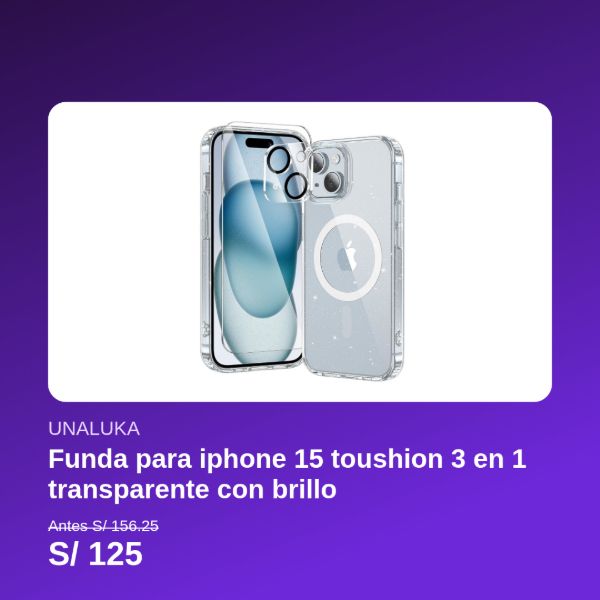 UNALUKA
Funda para iphone 15 toushion 3 en 1
transparente con brillo
Antes S/ 156.25
S/ 125